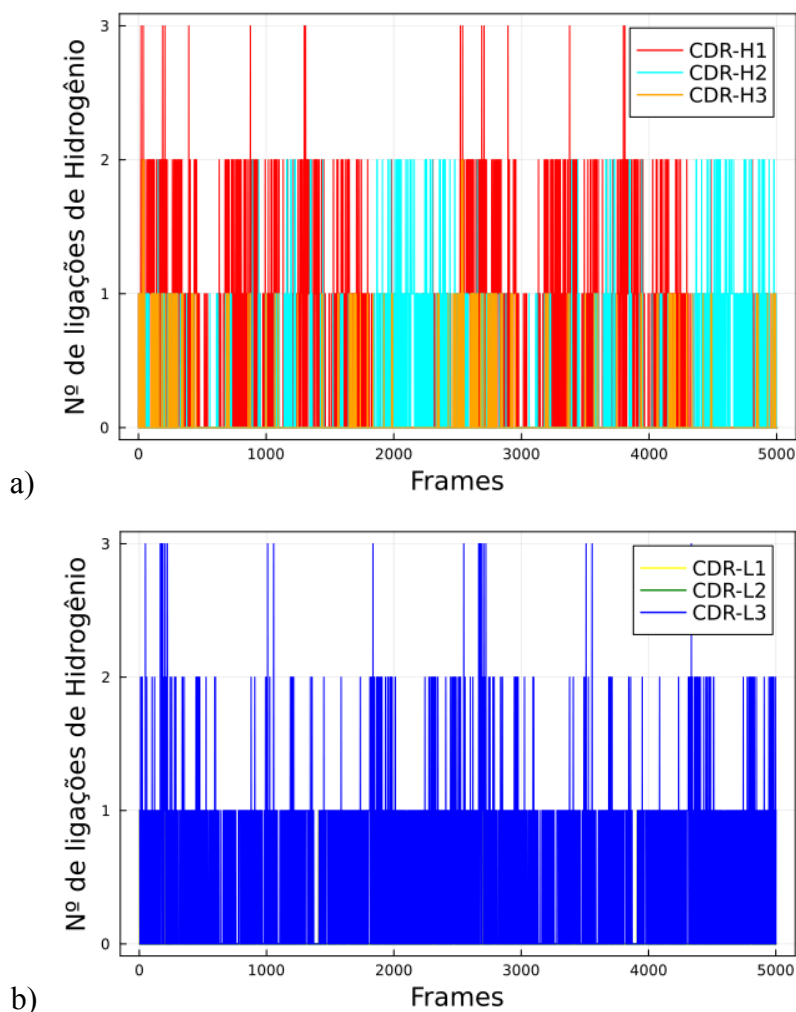 3
2
1
0
Nº de ligações de Hidrogênio
CDR-H1
CDR-H2
CDR-H3
0 1000 2000 3000 4000 5000
Frames
a)
3
2
1
0
Nº de ligações de Hidrogênio
CDR-L1
CDR-L2
CDR-L3
0 1000 2000 3000 4000 5000
Frames
b)